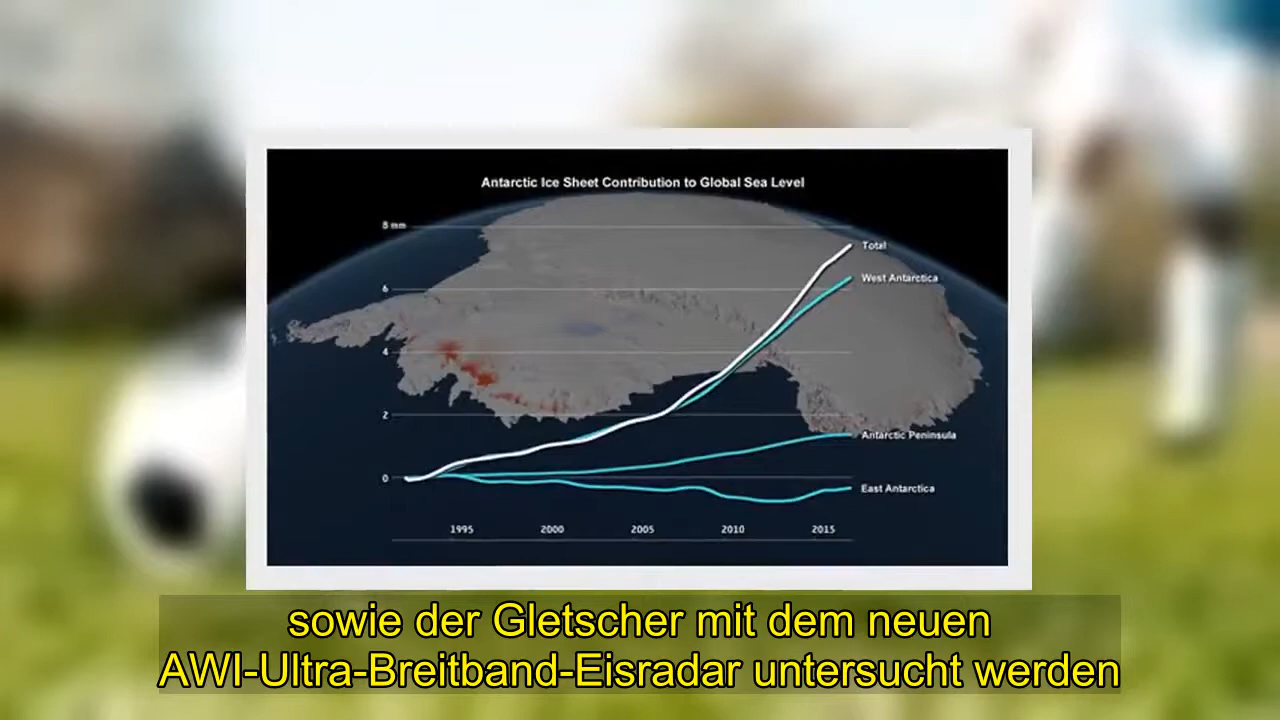 Antarctic Ice Sheet Contribution to Global Sea Level
8 mm
Total
West Antarctica
6
4
2
Antarctic Peninsula
0
East Antarctica
1995 2000 2005 2010 2015
sowie der Gletscher mit dem neuen
AWI-Ultra-Breitband-Eisradar untersucht werden